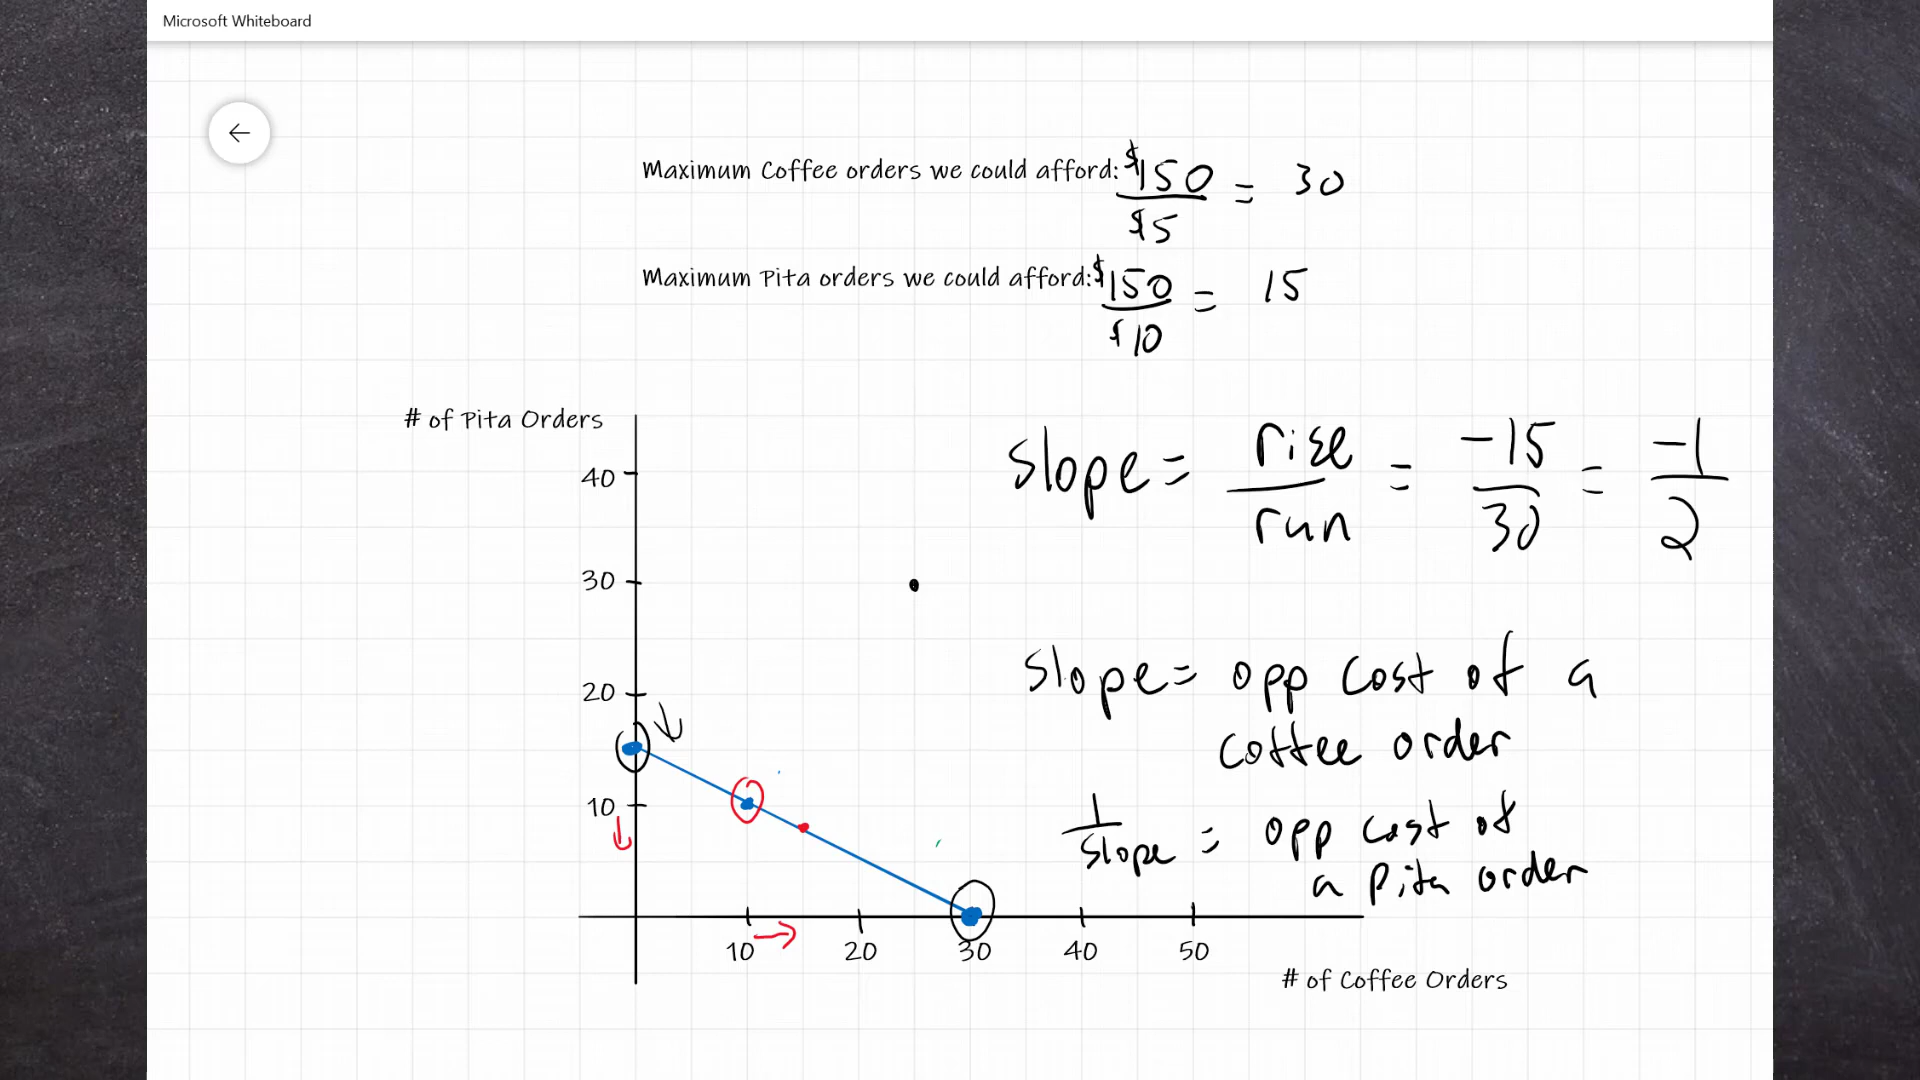 Microsoft Whiteboard
Maximum Coffee orders we could afford: $150 / $5 = 30
Maximum Pita orders we could afford: $150 / $10 = 15
# of Pita Orders
slope = rise / run = -15 / 30 = -1 / 2
40
30
20
10
slope = opp cost of a
coffee order
1 / slope = opp cost of
a pita order
10 20 30 40 50
# of Coffee Orders